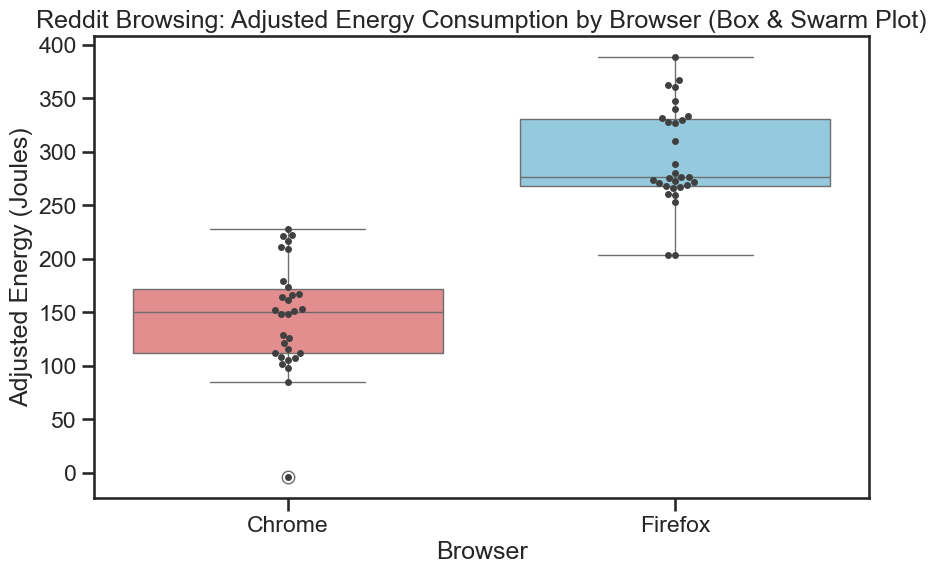 Reddit Browsing: Adjusted Energy Consumption by Browser (Box & Swarm Plot)
Adjusted Energy (Joules)
400
350
300
250
200
150
100
50
0
Chrome
Firefox
Browser